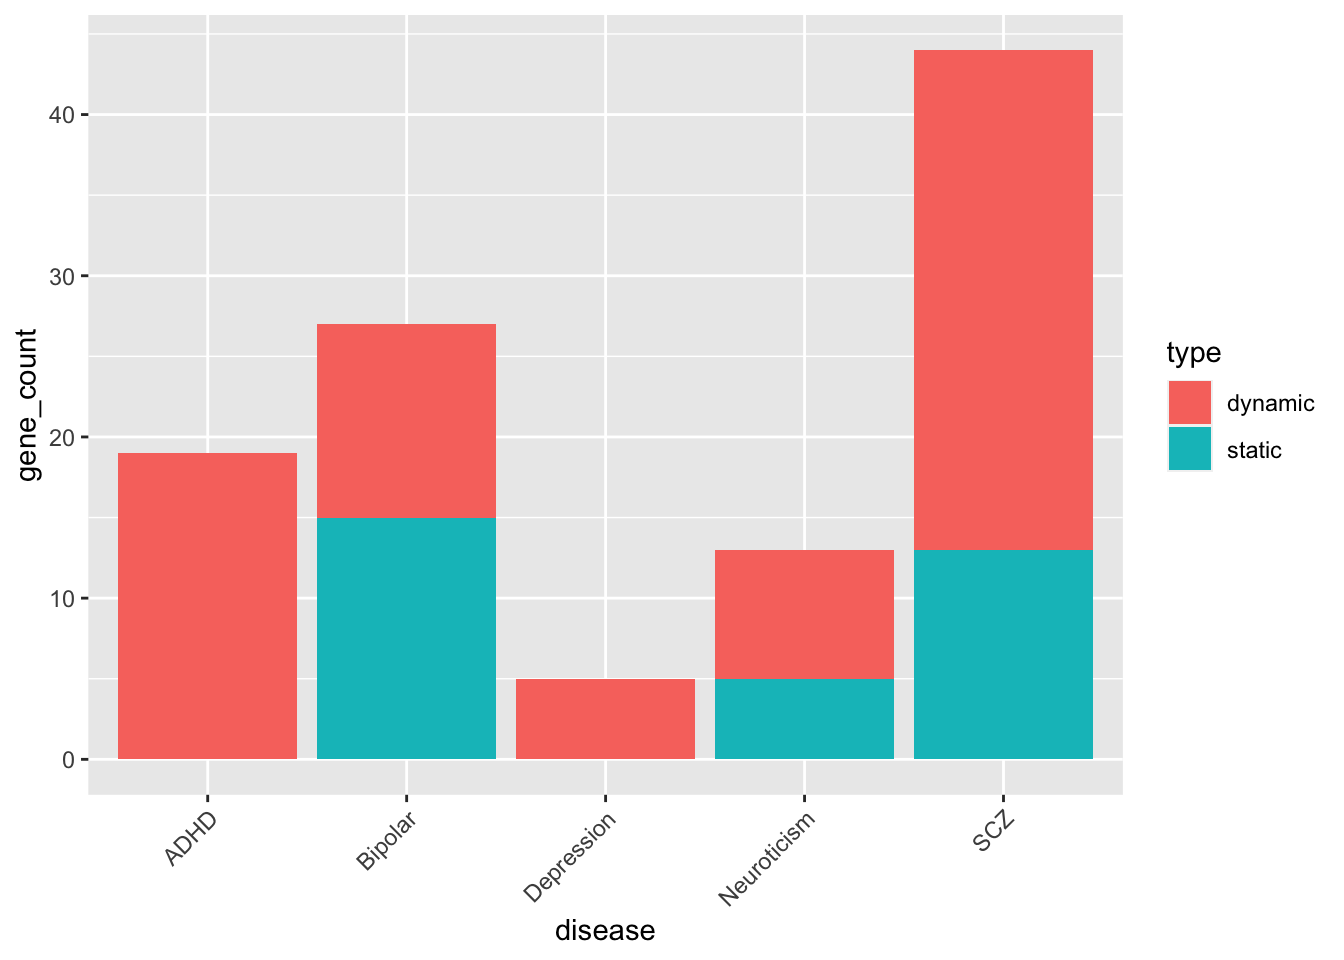 gene_count
40
30
20
10
0
ADHD
Bipolar
Depression
Neuroticism
SCZ
disease
type
dynamic
static